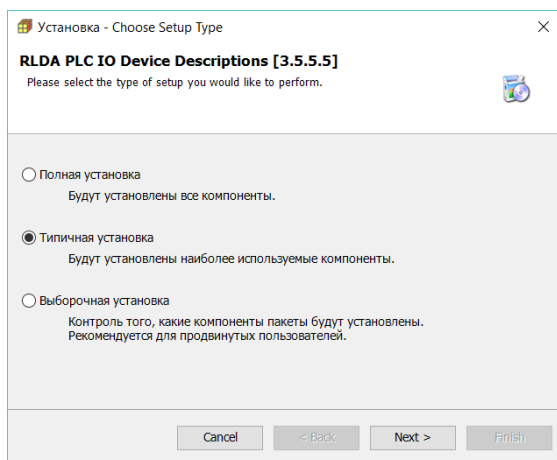 Установка - Choose Setup Type
RLDA PLC IO Device Descriptions [3.5.5.5]
Please select the type of setup you would like to perform.
Полная установка
Будут установлены все компоненты.
Типичная установка
Будут установлены наиболее используемые компоненты.
Выборочная установка
Контроль того, какие компоненты пакеты будут установлены.
Рекомендуется для продвинутых пользователей.
Cancel < Back Next > Finish